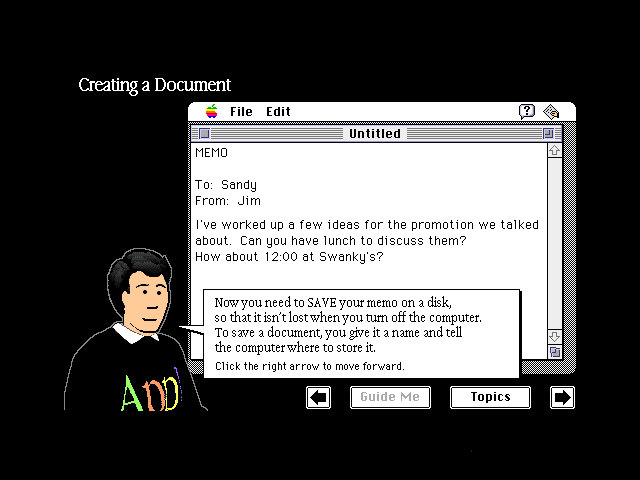 Creating a Document
File Edit
Untitled
MEMO
To: Sandy
From: Jim
I've worked up a few ideas for the promotion we talked
about. Can you have lunch to discuss them?
How about 12:00 at Swanky's?
Now you need to SAVE your memo on a disk,
so that it isn't lost when you turn off the computer.
To save a document, you give it a name and tell
the computer where to store it.
Click the right arrow to move forward.
Appl
Guide Me
Topics